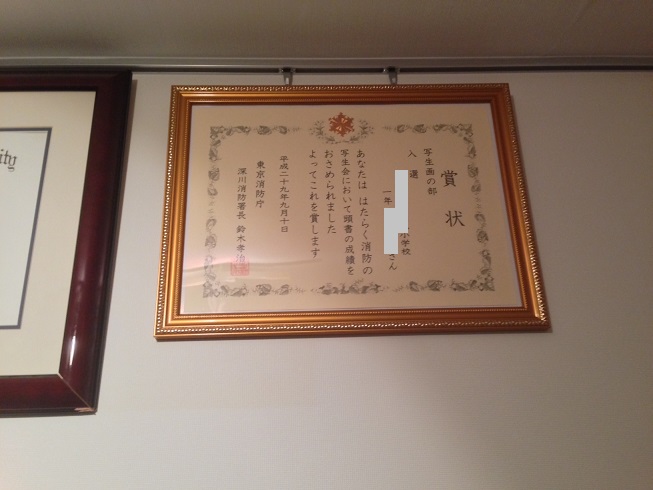 賞状
写生画の部
入選
小学校
一年
さん
あなたは はたらく消防の
写生会において頭書の成績を
おさめられました
よってこれを賞します
平成二十九年九月十日
東京消防庁
深川消防署長 鈴木孝治
ity